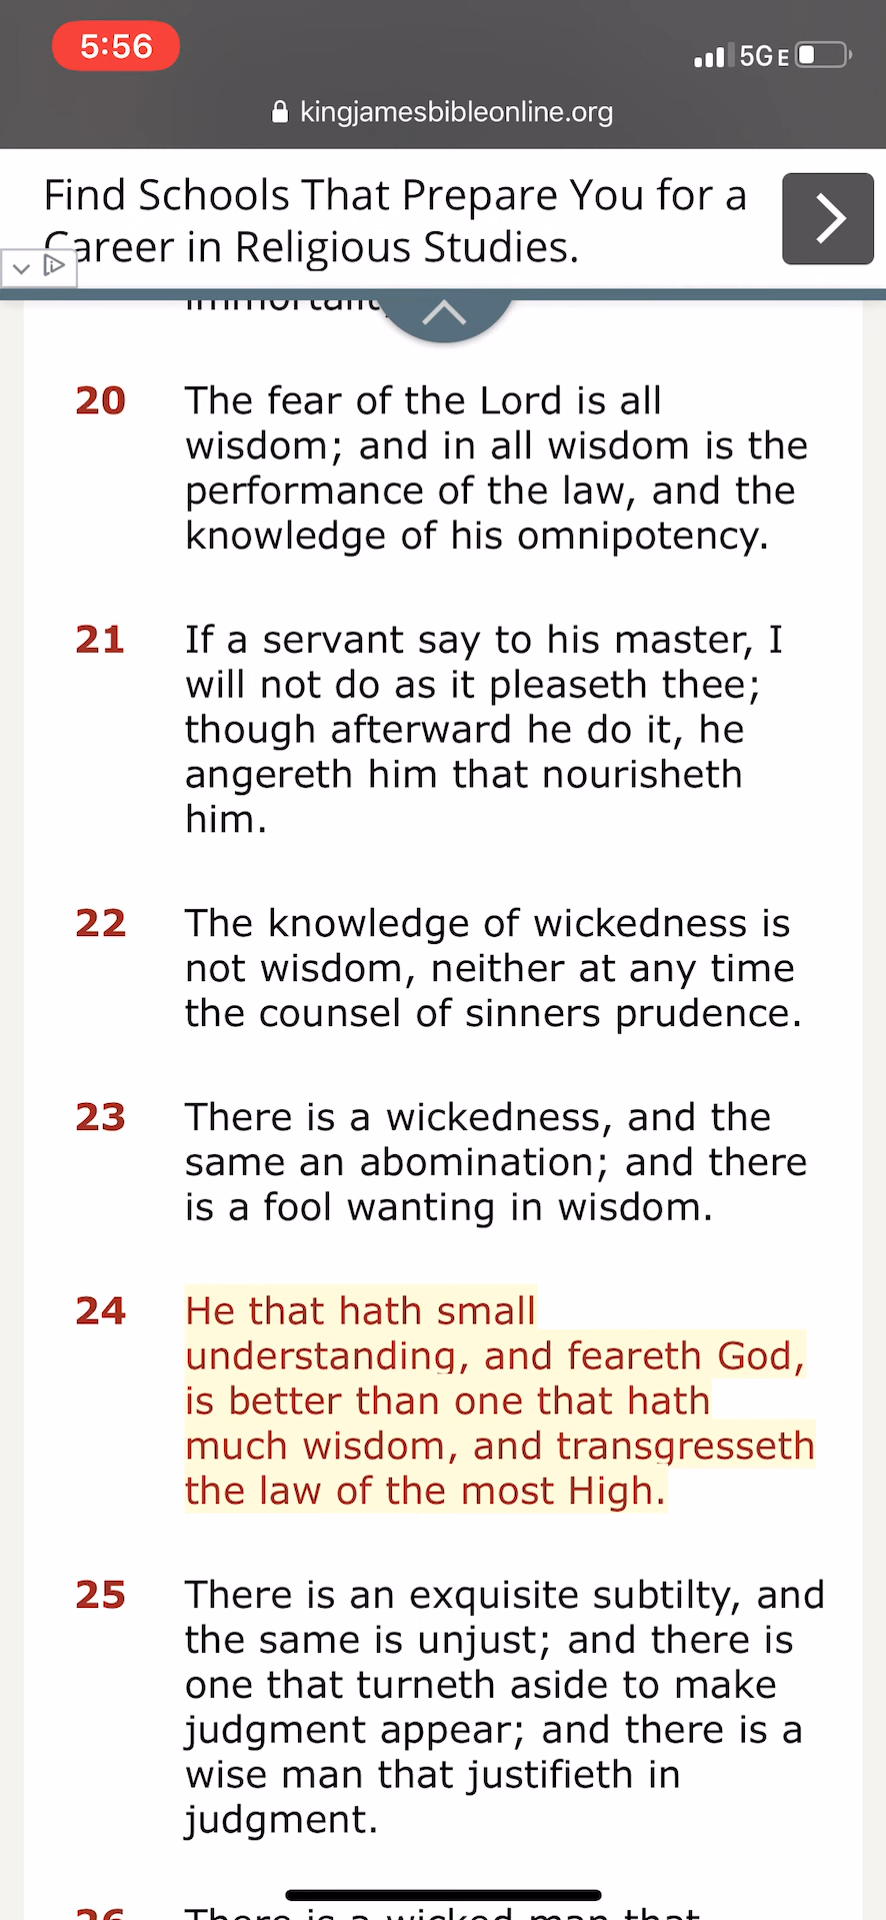 5:56
5GE
kingjamesbibleonline.org
Find Schools That Prepare You for a
Career in Religious Studies.
20 The fear of the Lord is all
wisdom; and in all wisdom is the
performance of the law, and the
knowledge of his omnipotency.
21 If a servant say to his master, I
will not do as it pleaseth thee;
though afterward he do it, he
angereth him that nourisheth
him.
22 The knowledge of wickedness is
not wisdom, neither at any time
the counsel of sinners prudence.
23 There is a wickedness, and the
same an abomination; and there
is a fool wanting in wisdom.
24 He that hath small
understanding, and feareth God,
is better than one that hath
much wisdom, and transgresseth
the law of the most High.
25 There is an exquisite subtilty, and
the same is unjust; and there is
one that turneth aside to make
judgment appear; and there is a
wise man that justifieth in
judgment.
26 There is a wicked man that